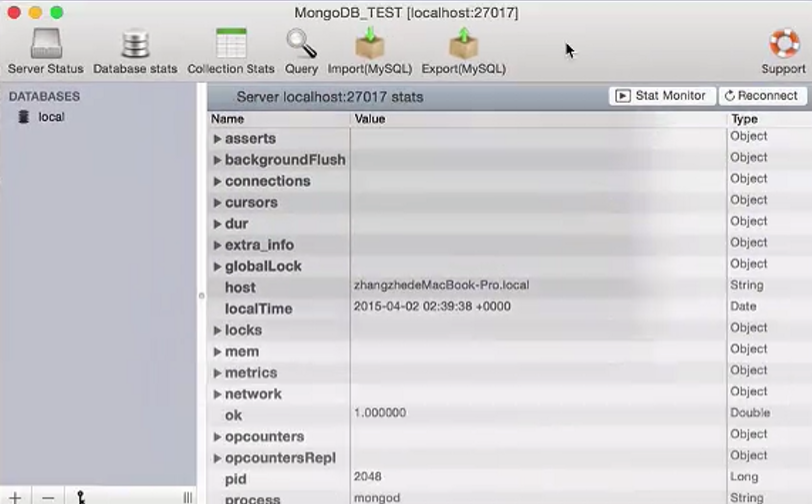 MongoDB_TEST [localhost:27017]
Server Status Database stats Collection Stats Query Import(MySQL) Export(MySQL) Support
DATABASES
local
Server localhost:27017 stats Stat Monitor Reconnect
Name Value Type
asserts Object
backgroundFlush Object
connections Object
cursors Object
dur Object
extra_info Object
globalLock Object
host zhangzhedeMacBook-Pro.local String
localTime 2015-04-02 02:39:38 +0000 Date
locks Object
mem Object
metrics Object
network Object
ok 1.000000 Double
opcounters Object
opcountersRepl Object
pid 2048 Long
process mongod String